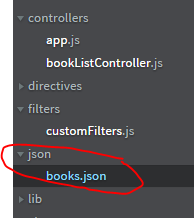 controllers
app.js
bookListController.js
directives
filters
customFilters.js
json
books.json
lib